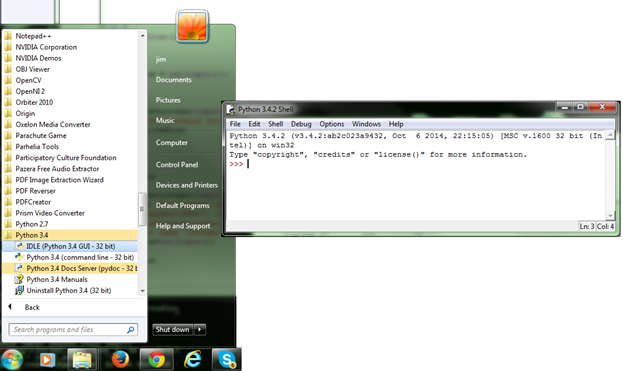 Notepad++
NVIDIA Corporation
NVIDIA Demos
OBJ Viewer
OpenCV
OpenNI 2
Orbiter 2010
Origin
Oxelon Media Converter
Parachute Game
Parhelia Tools
Participatory Culture Foundation
Pazera Free Audio Extractor
PDF Image Extraction Wizard
PDF Reverser
PDFCreator
Prism Video Converter
Python 2.7
Python 3.4
IDLE (Python 3.4 GUI - 32 bit)
Python 3.4 (command line - 32 bit)
Python 3.4 Docs Server (pydoc - 32 b
Python 3.4 Manuals
Uninstall Python 3.4 (32 bit)
Back
Search programs and files
jim
Documents
Pictures
Music
Computer
Control Panel
Devices and Printers
Default Programs
Help and Support
Shut down
Python 3.4.2 Shell
File Edit Shell Debug Options Windows Help
Python 3.4.2 (v3.4.2:ab2c023a9432, Oct  6 2014, 22:15:05) [MSC v.1600 32 bit (In
tel)] on win32
Type "copyright", "credits" or "license()" for more information.
>>>
Ln: 3 Col: 4